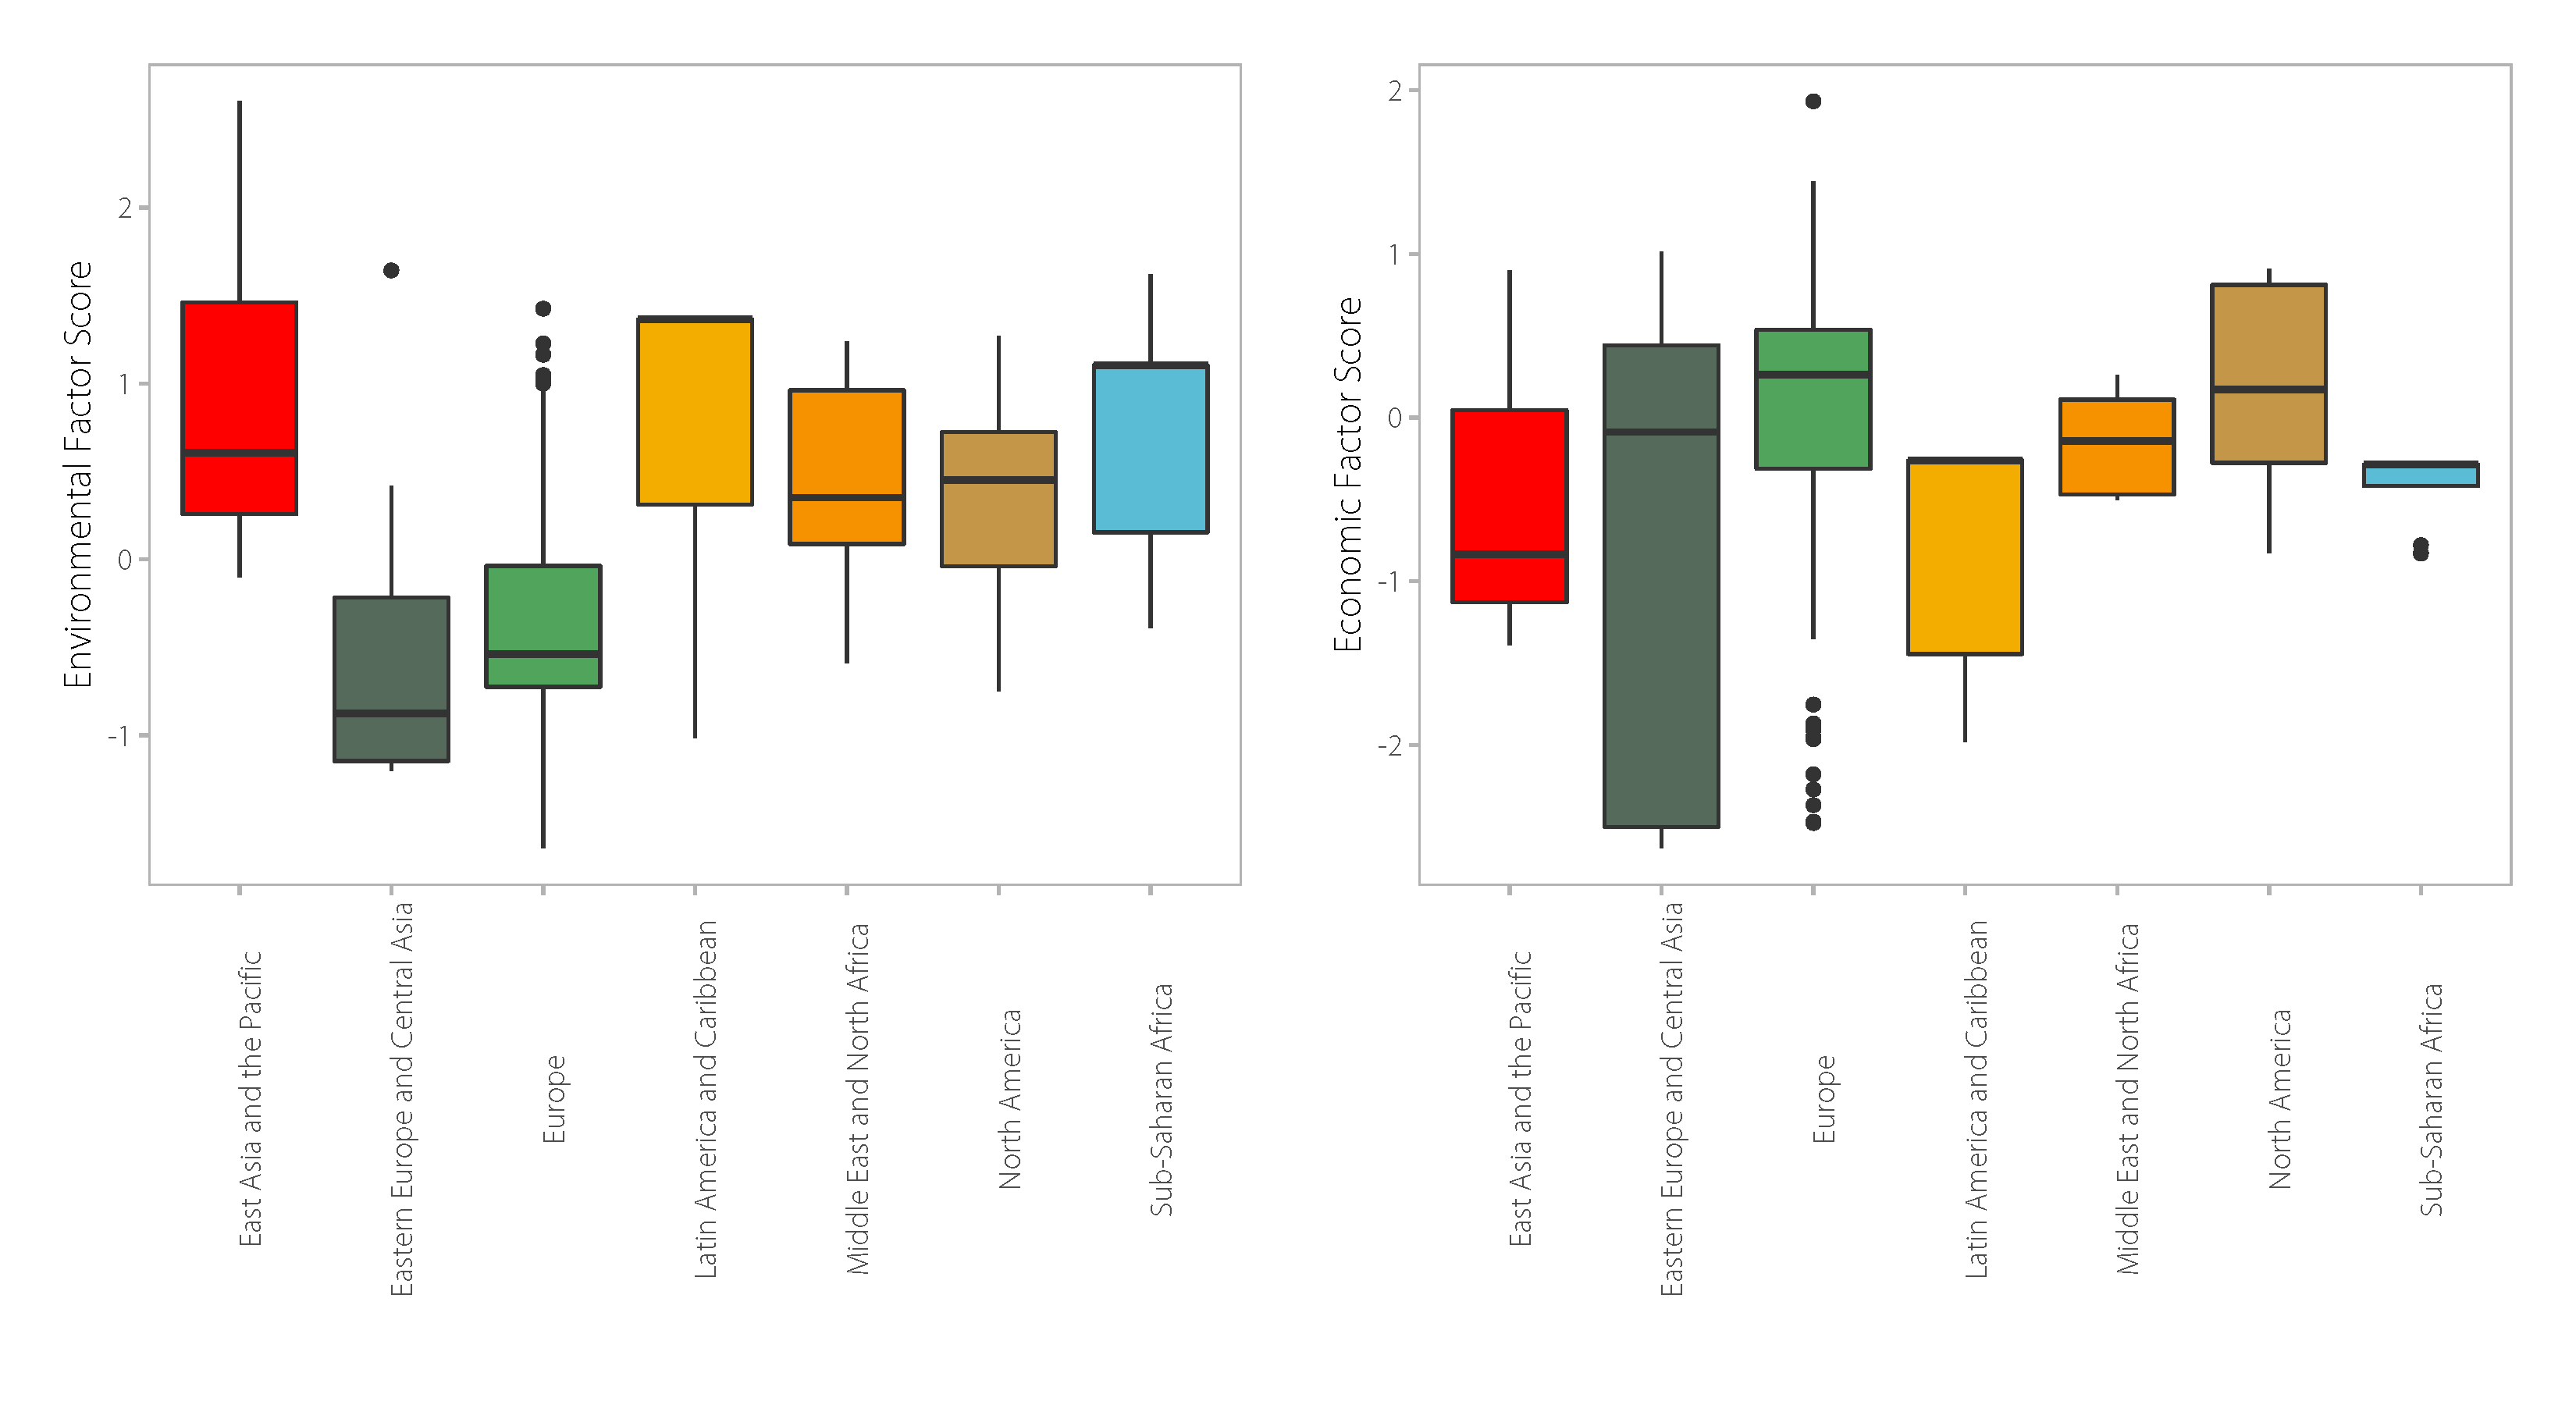 Environmental Factor Score
2
1
0
-1
East Asia and the Pacific
Eastern Europe and Central Asia
Europe
Latin America and Caribbean
Middle East and North Africa
North America
Sub-Saharan Africa
Economic Factor Score
2
1
0
-1
-2
East Asia and the Pacific
Eastern Europe and Central Asia
Europe
Latin America and Caribbean
Middle East and North Africa
North America
Sub-Saharan Africa